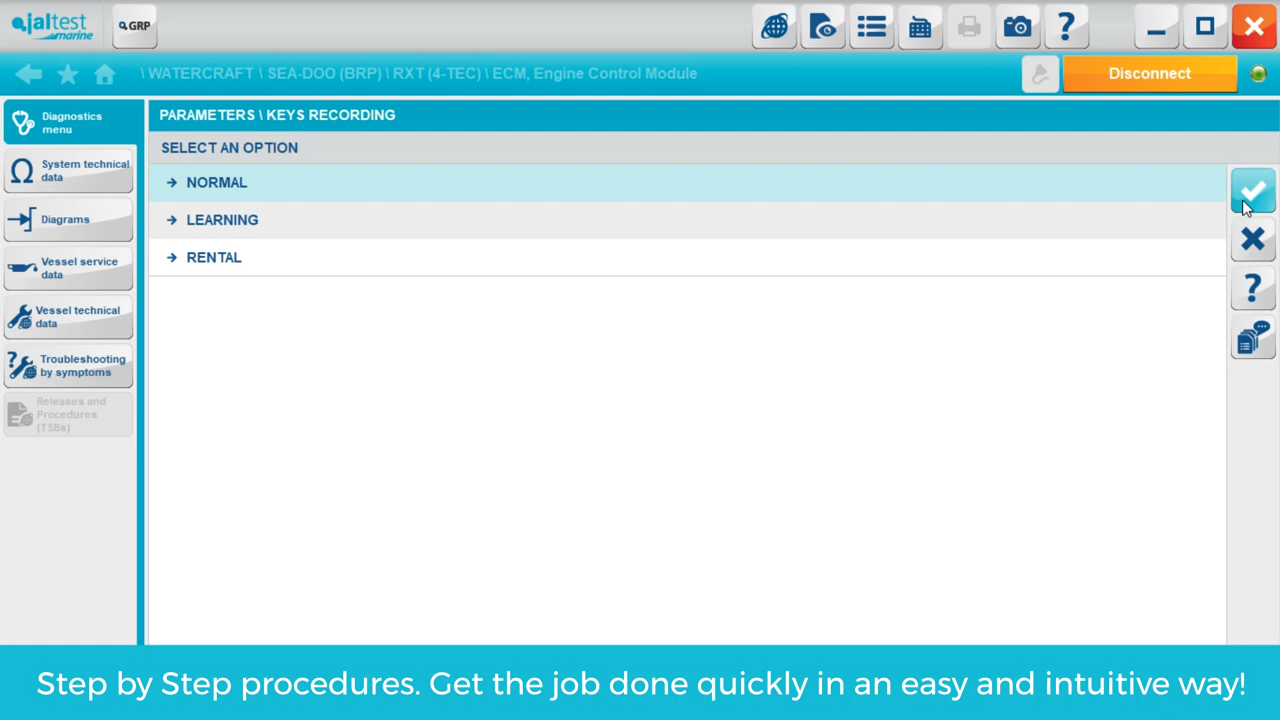 jaltest
marine
GRP
?
\ WATERCRAFT \ SEA-DOO (BRP) \ RXT (4-TEC) \ ECM, Engine Control Module
Disconnect
Diagnostics
menu
System technical
data
Diagrams
Vessel service
data
Vessel technical
data
Troubleshooting
by symptoms
Releases and
Procedures
(TSBs)
PARAMETERS \ KEYS RECORDING
SELECT AN OPTION
NORMAL
LEARNING
RENTAL
?
Step by Step procedures. Get the job done quickly in an easy and intuitive way!